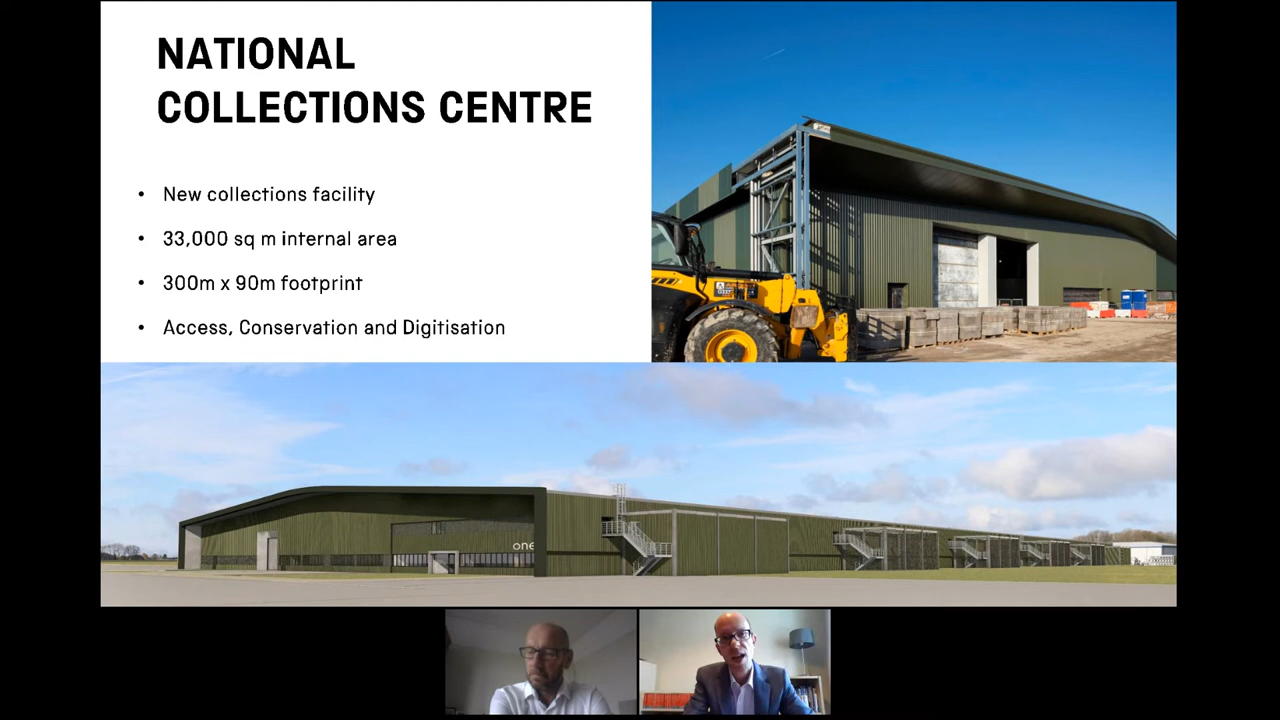 NATIONAL
COLLECTIONS CENTRE
• New collections facility
• 33,000 sq m internal area
• 300m x 90m footprint
• Access, Conservation and Digitisation
one